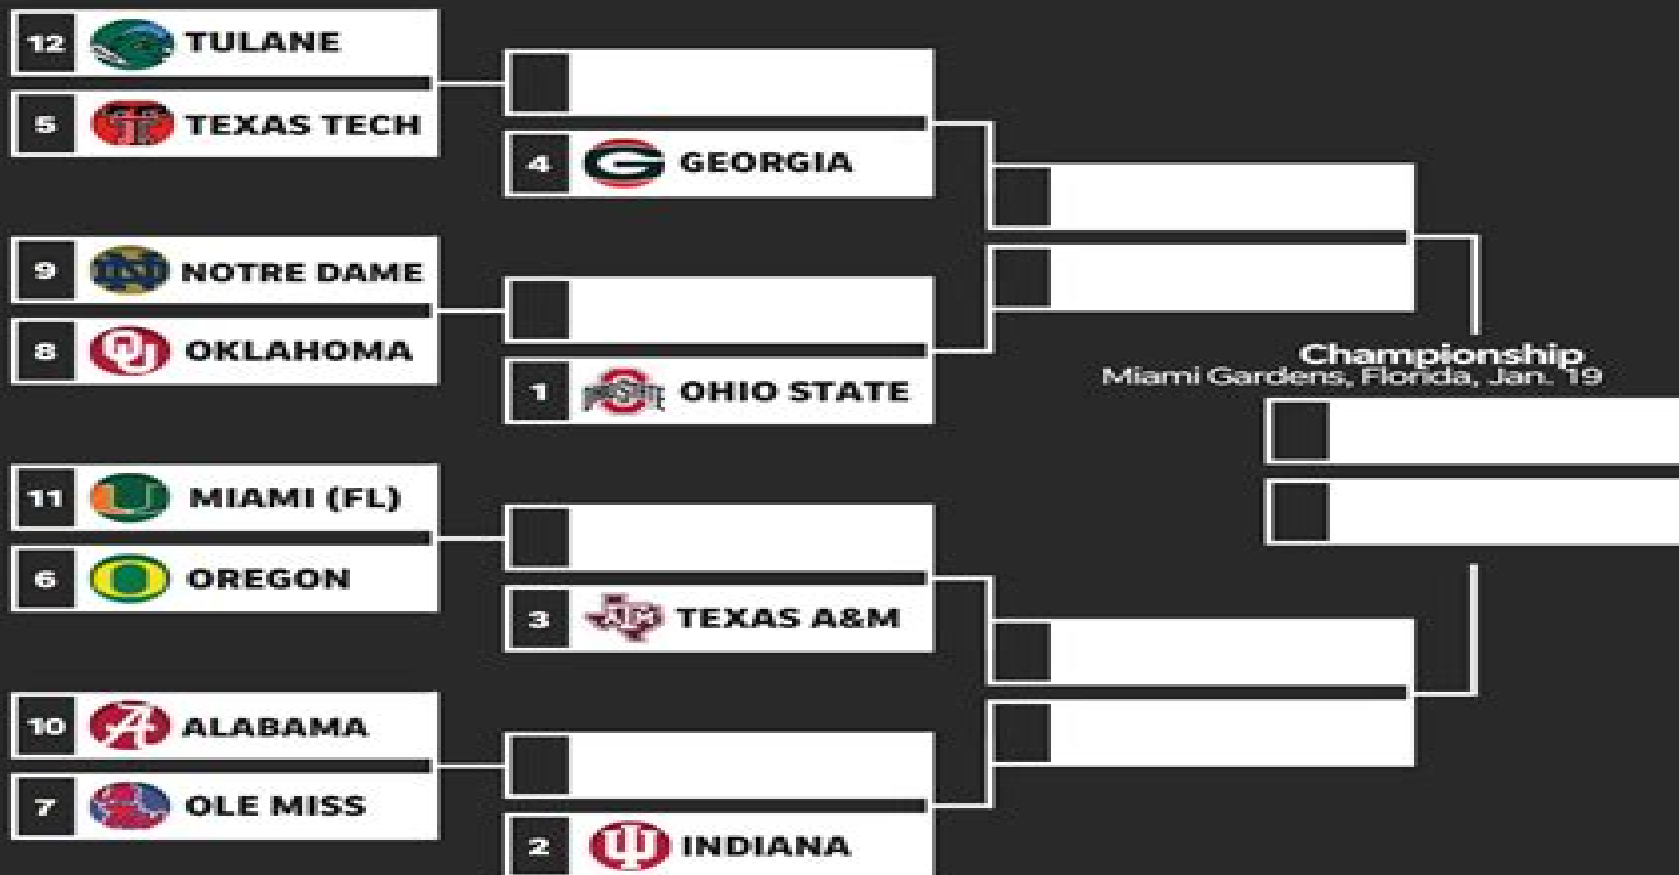 12 TULANE
5 TEXAS TECH
4 GEORGIA
9 NOTRE DAME
8 OKLAHOMA
1 OHIO STATE
Championship
Miami Gardens, Florida, Jan. 19
11 MIAMI (FL)
6 OREGON
3 TEXAS A&M
10 ALABAMA
7 OLE MISS
2 INDIANA